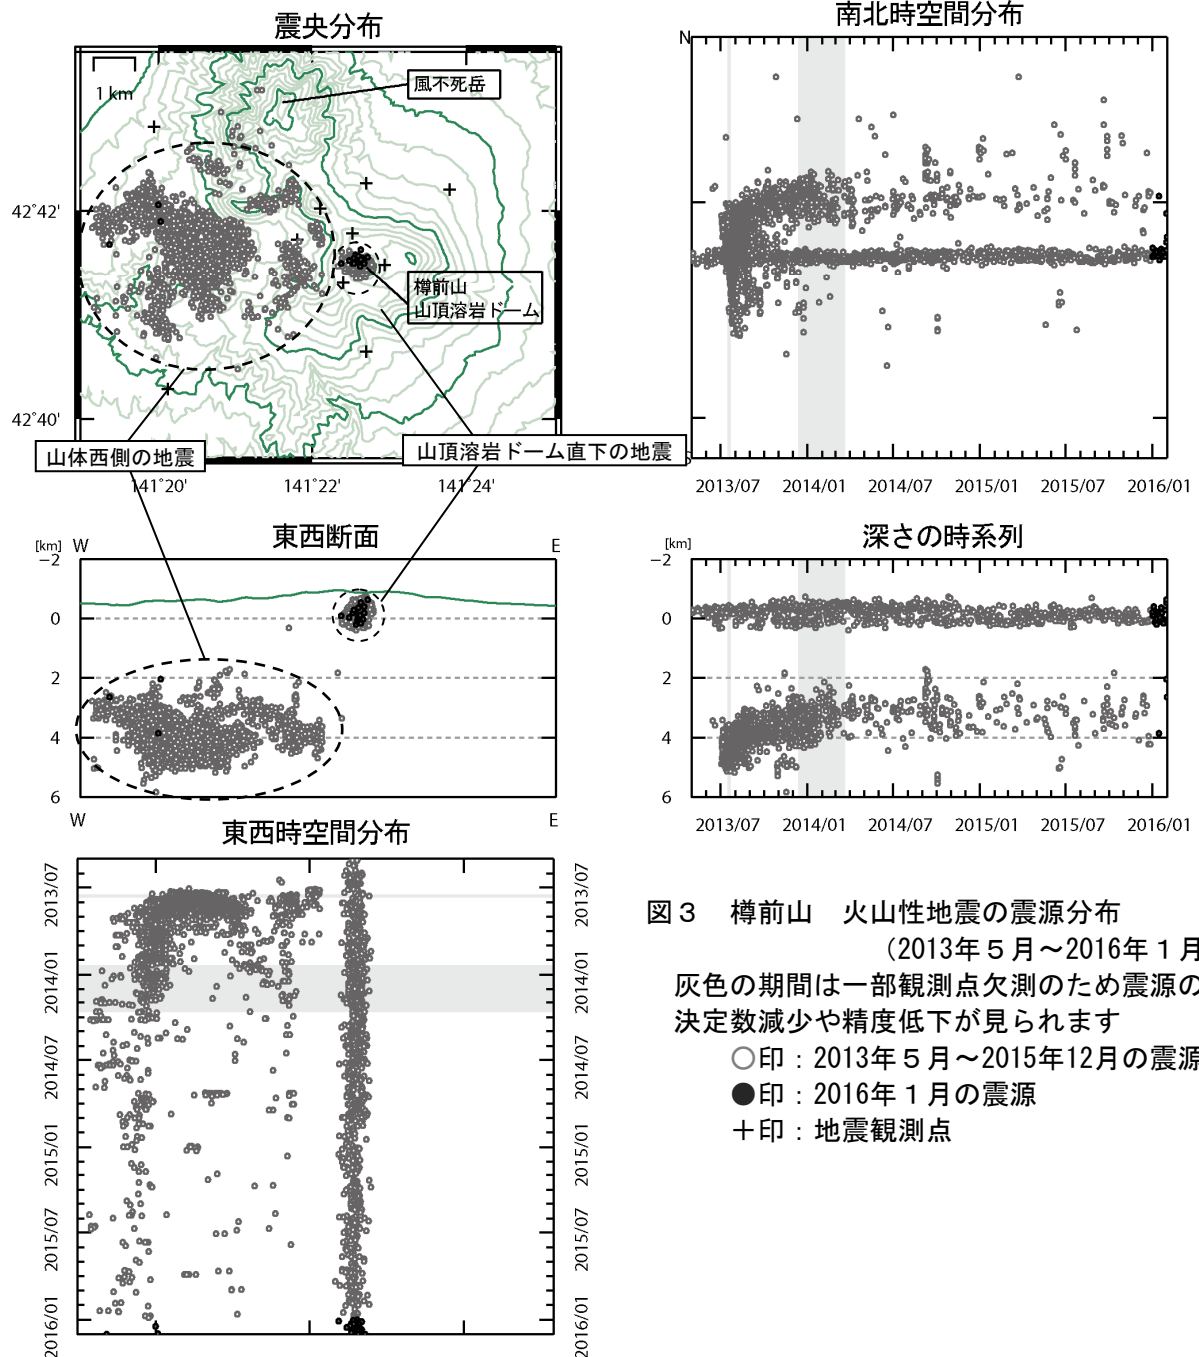 震央分布
1 km
風不死岳
42°42'
樽前山
山頂溶岩ドーム
42°40'
山体西側の地震
山頂溶岩ドーム直下の地震
141°20'
141°22'
141°24'
南北時空間分布
N
2013/07
2014/01
2014/07
2015/01
2015/07
2016/01
東西断面
[km]
W
E
-2
0
2
4
6
深さの時系列
[km]
-2
0
2
4
6
2013/07
2014/01
2014/07
2015/01
2015/07
2016/01
W
E
東西時空間分布
2013/07
2014/01
2014/07
2015/01
2015/07
2016/01
2013/07
2014/01
2014/07
2015/01
2015/07
2016/01
図3 樽前山 火山性地震の震源分布
(2013年5月~2016年1月
灰色の期間は一部観測点欠測のため震源の
決定数減少や精度低下が見られます
○印:2013年5月~2015年12月の震源
●印:2016年1月の震源
+印:地震観測点